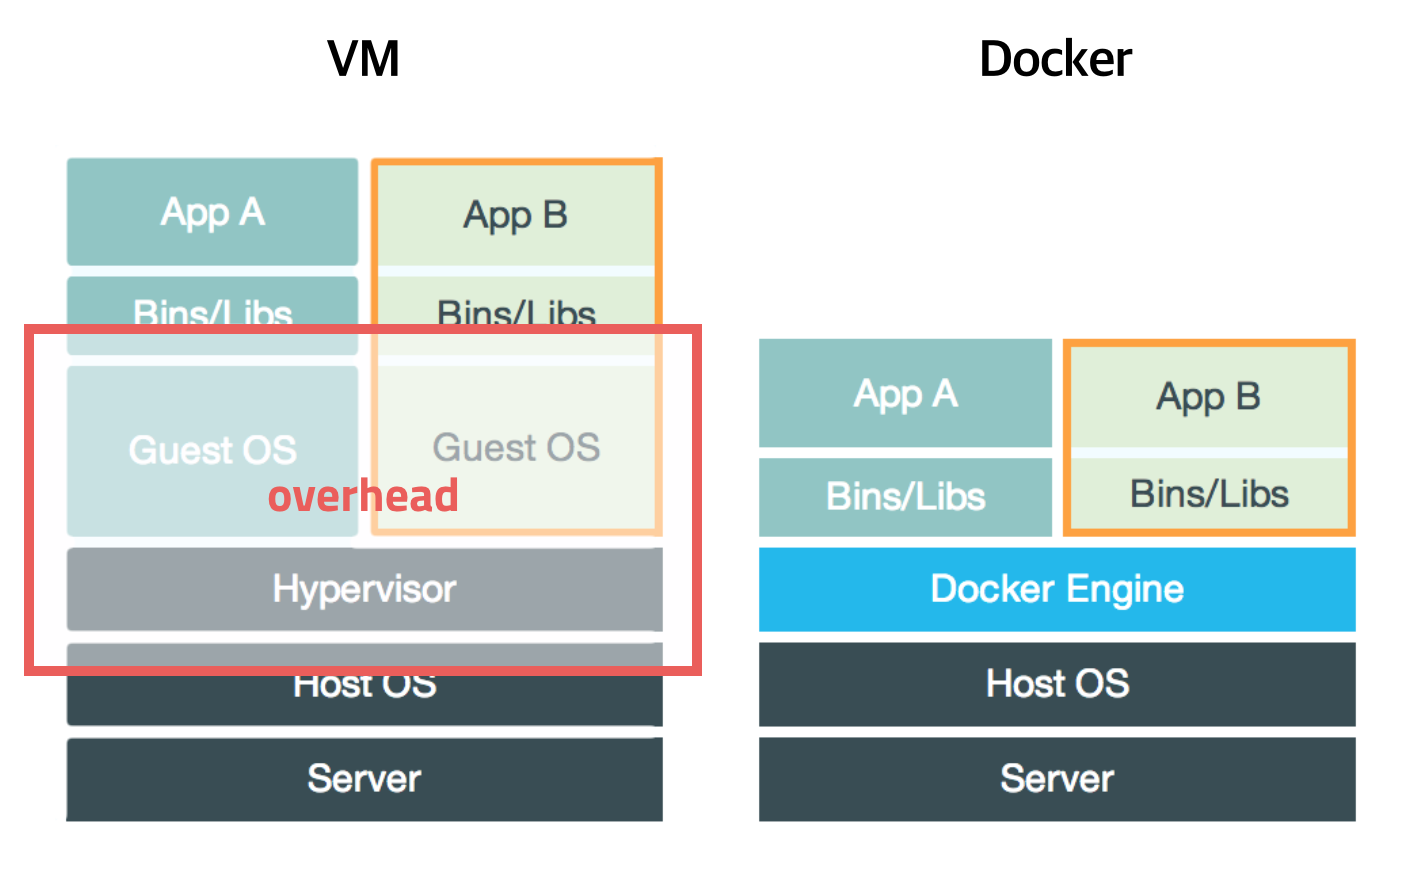 VM
App A
App B
Bins/Libs
Bins/Libs
Guest OS
Guest OS
overhead
Hypervisor
Host OS
Server
Docker
App A
App B
Bins/Libs
Bins/Libs
Docker Engine
Host OS
Server